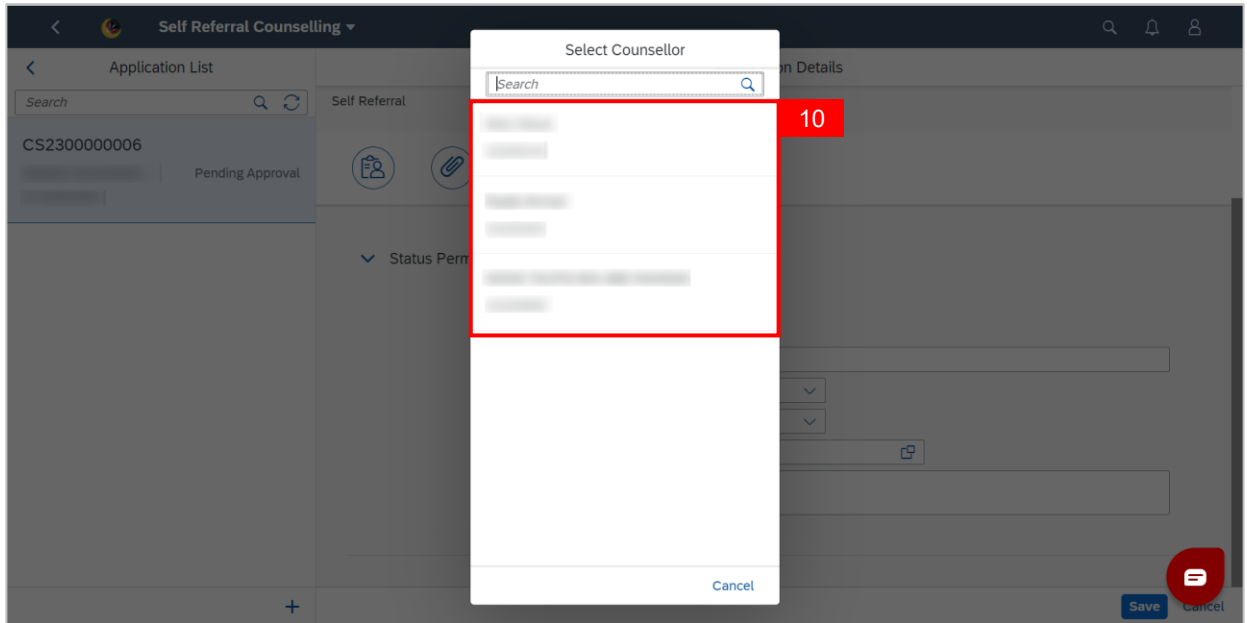 Self Referral Counselling
Application List
Search
CS2300000006
Pending Approval
Self Referral
on Details
Status Perm
Select Counsellor
Search
10
Cancel
Save
Cancel